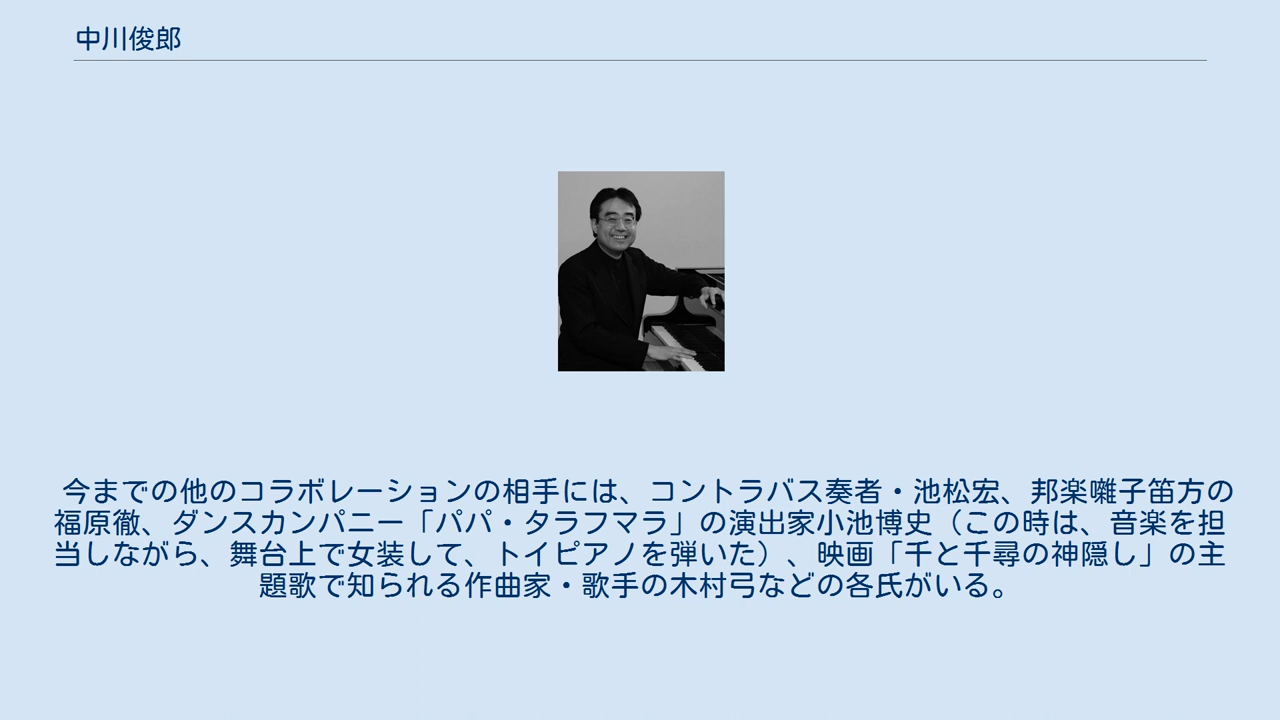 中川俊郎
今までの他のコラボレーションの相手には、コントラバス奏者・池松宏、邦楽囃子笛方の
福原徹、ダンスカンパニー「パパ・タラフマラ」の演出家小池博史（この時は、音楽を担
当しながら、舞台上で女装して、トイピアノを弾いた）、映画「千と千尋の神隠し」の主
題歌で知られる作曲家・歌手の木村弓などの各氏がいる。